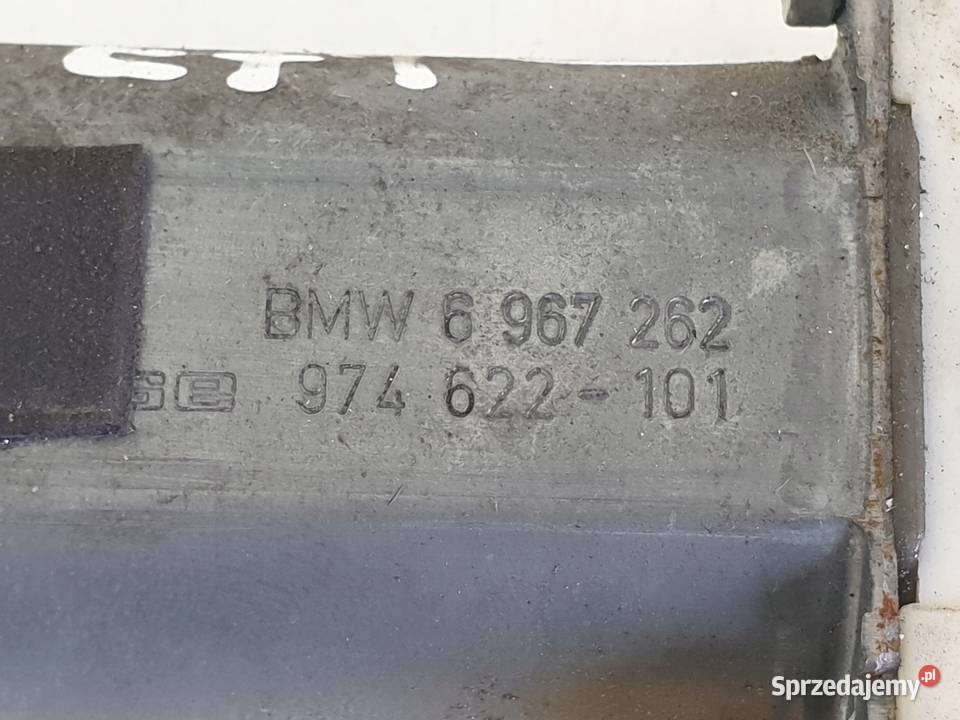 BMW 6 967 262
974 622-101
Sprzedajemy.pl